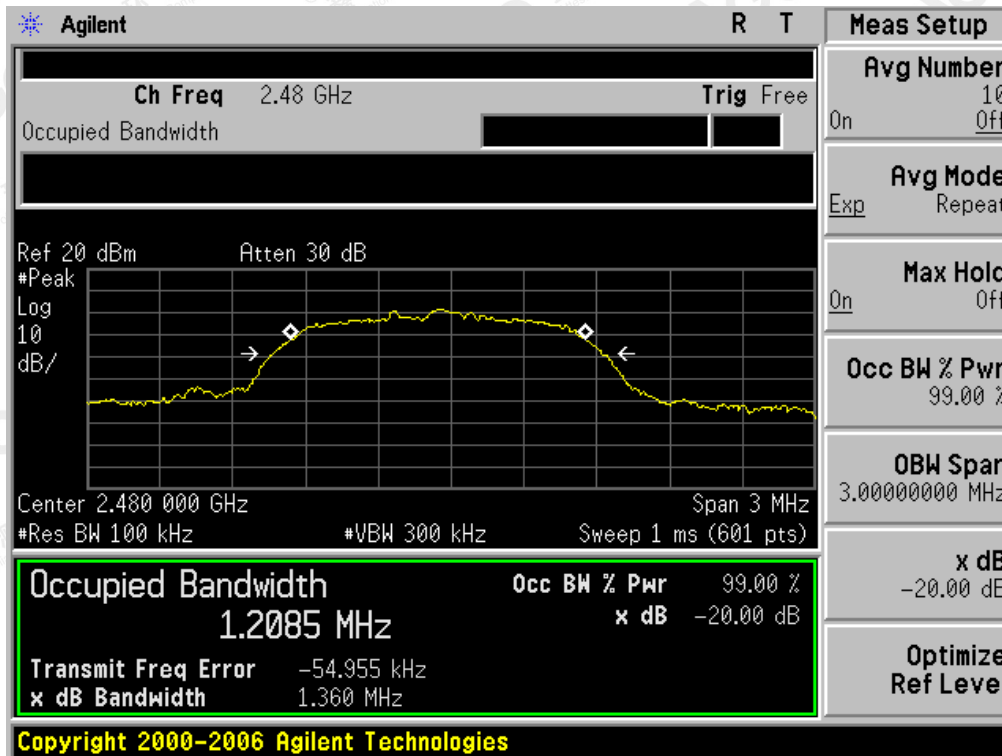 Agilent R T
Ch Freq 2.48 GHz Trig Free
Occupied Bandwidth
Ref 20 dBm Atten 30 dB
#Peak
Log
10
dB/
Center 2.480 000 GHz Span 3 MHz
#Res BW 100 kHz #VBW 300 kHz Sweep 1 ms (601 pts)
Occupied Bandwidth Occ BW % Pwr 99.00 %
1.2085 MHz x dB -20.00 dB
Transmit Freq Error -54.955 kHz
x dB Bandwidth 1.360 MHz
Copyright 2000-2006 Agilent Technologies
Meas Setup
Avg Number
10
On Off
Avg Mode
Exp Repeat
Max Hold
On Off
Occ BW % Pwr
99.00 %
OBW Span
3.00000000 MHz
x dB
-20.00 dB
Optimize
Ref Level